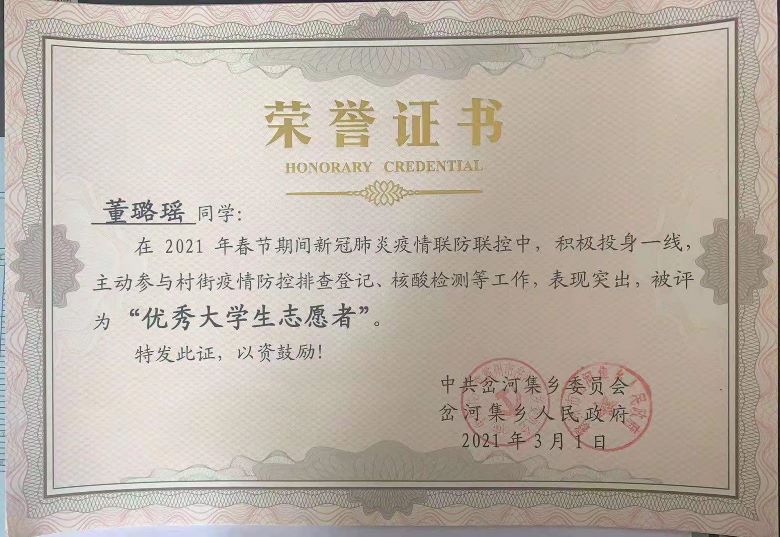 荣誉证书
HONORARY CREDENTIAL
董璐瑶 同学：
在 2021 年春节期间新冠肺炎疫情联防联控中，积极投身一线，
主动参与村街疫情防控排查登记、核酸检测等工作，表现突出，被评
为“优秀大学生志愿者”。
特发此证，以资鼓励！
中共岔河集乡委员会
岔河集乡人民政府
2021 年 3 月 1 日